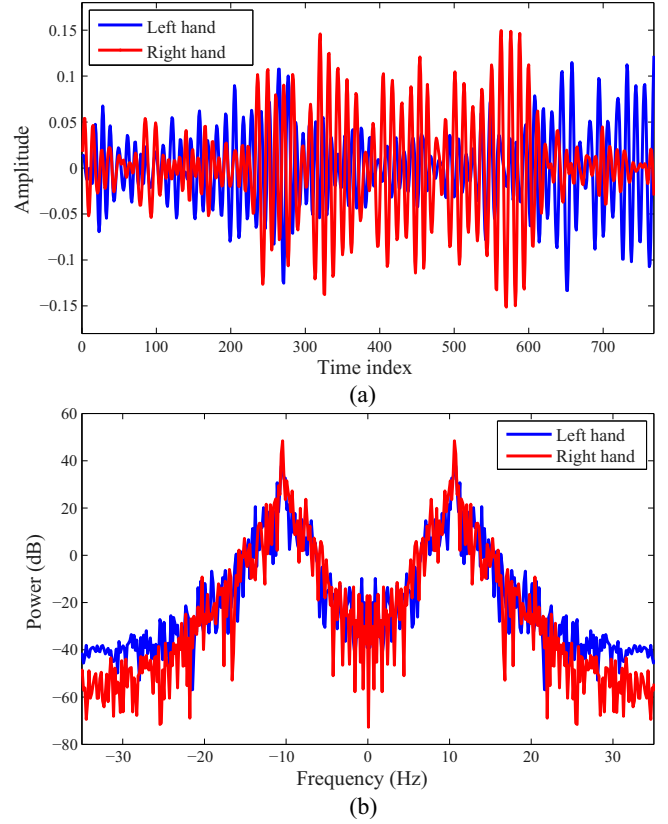 Left hand
Right hand
0.15
0.1
0.05
0
−0.05
−0.1
−0.15
Amplitude
0 100 200 300 400 500 600 700
Time index
(a)
Left hand
Right hand
60
40
20
0
−20
−40
−60
−80
Power (dB)
−30 −20 −10 0 10 20 30
Frequency (Hz)
(b)